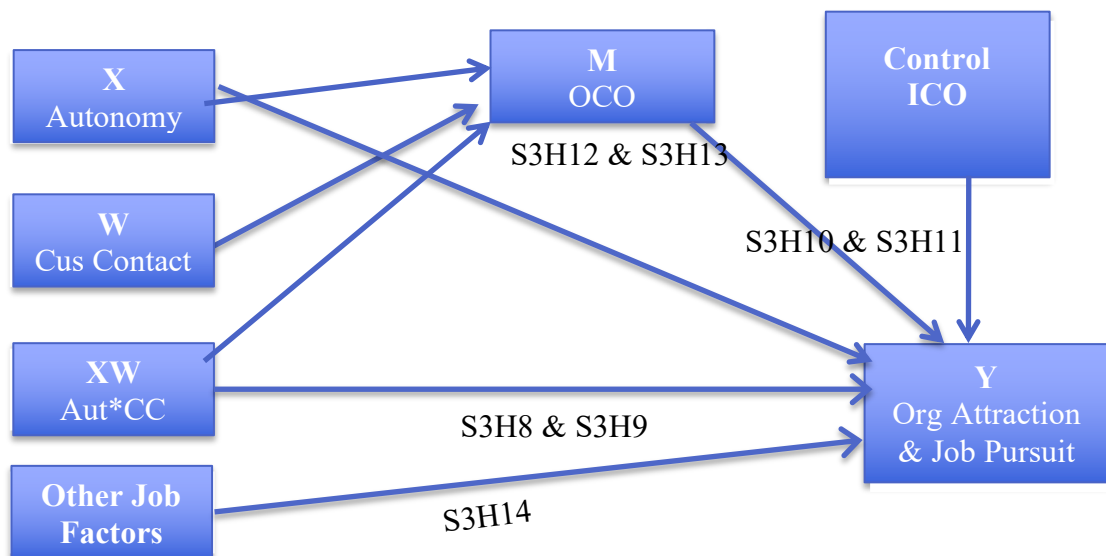 X
Autonomy
M
OCO
Control
ICO
S3H12 & S3H13
W
Cus Contact
S3H10 & S3H11
XW
Aut*CC
Y
Org Attraction
& Job Pursuit
S3H8 & S3H9
Other Job
Factors
S3H14